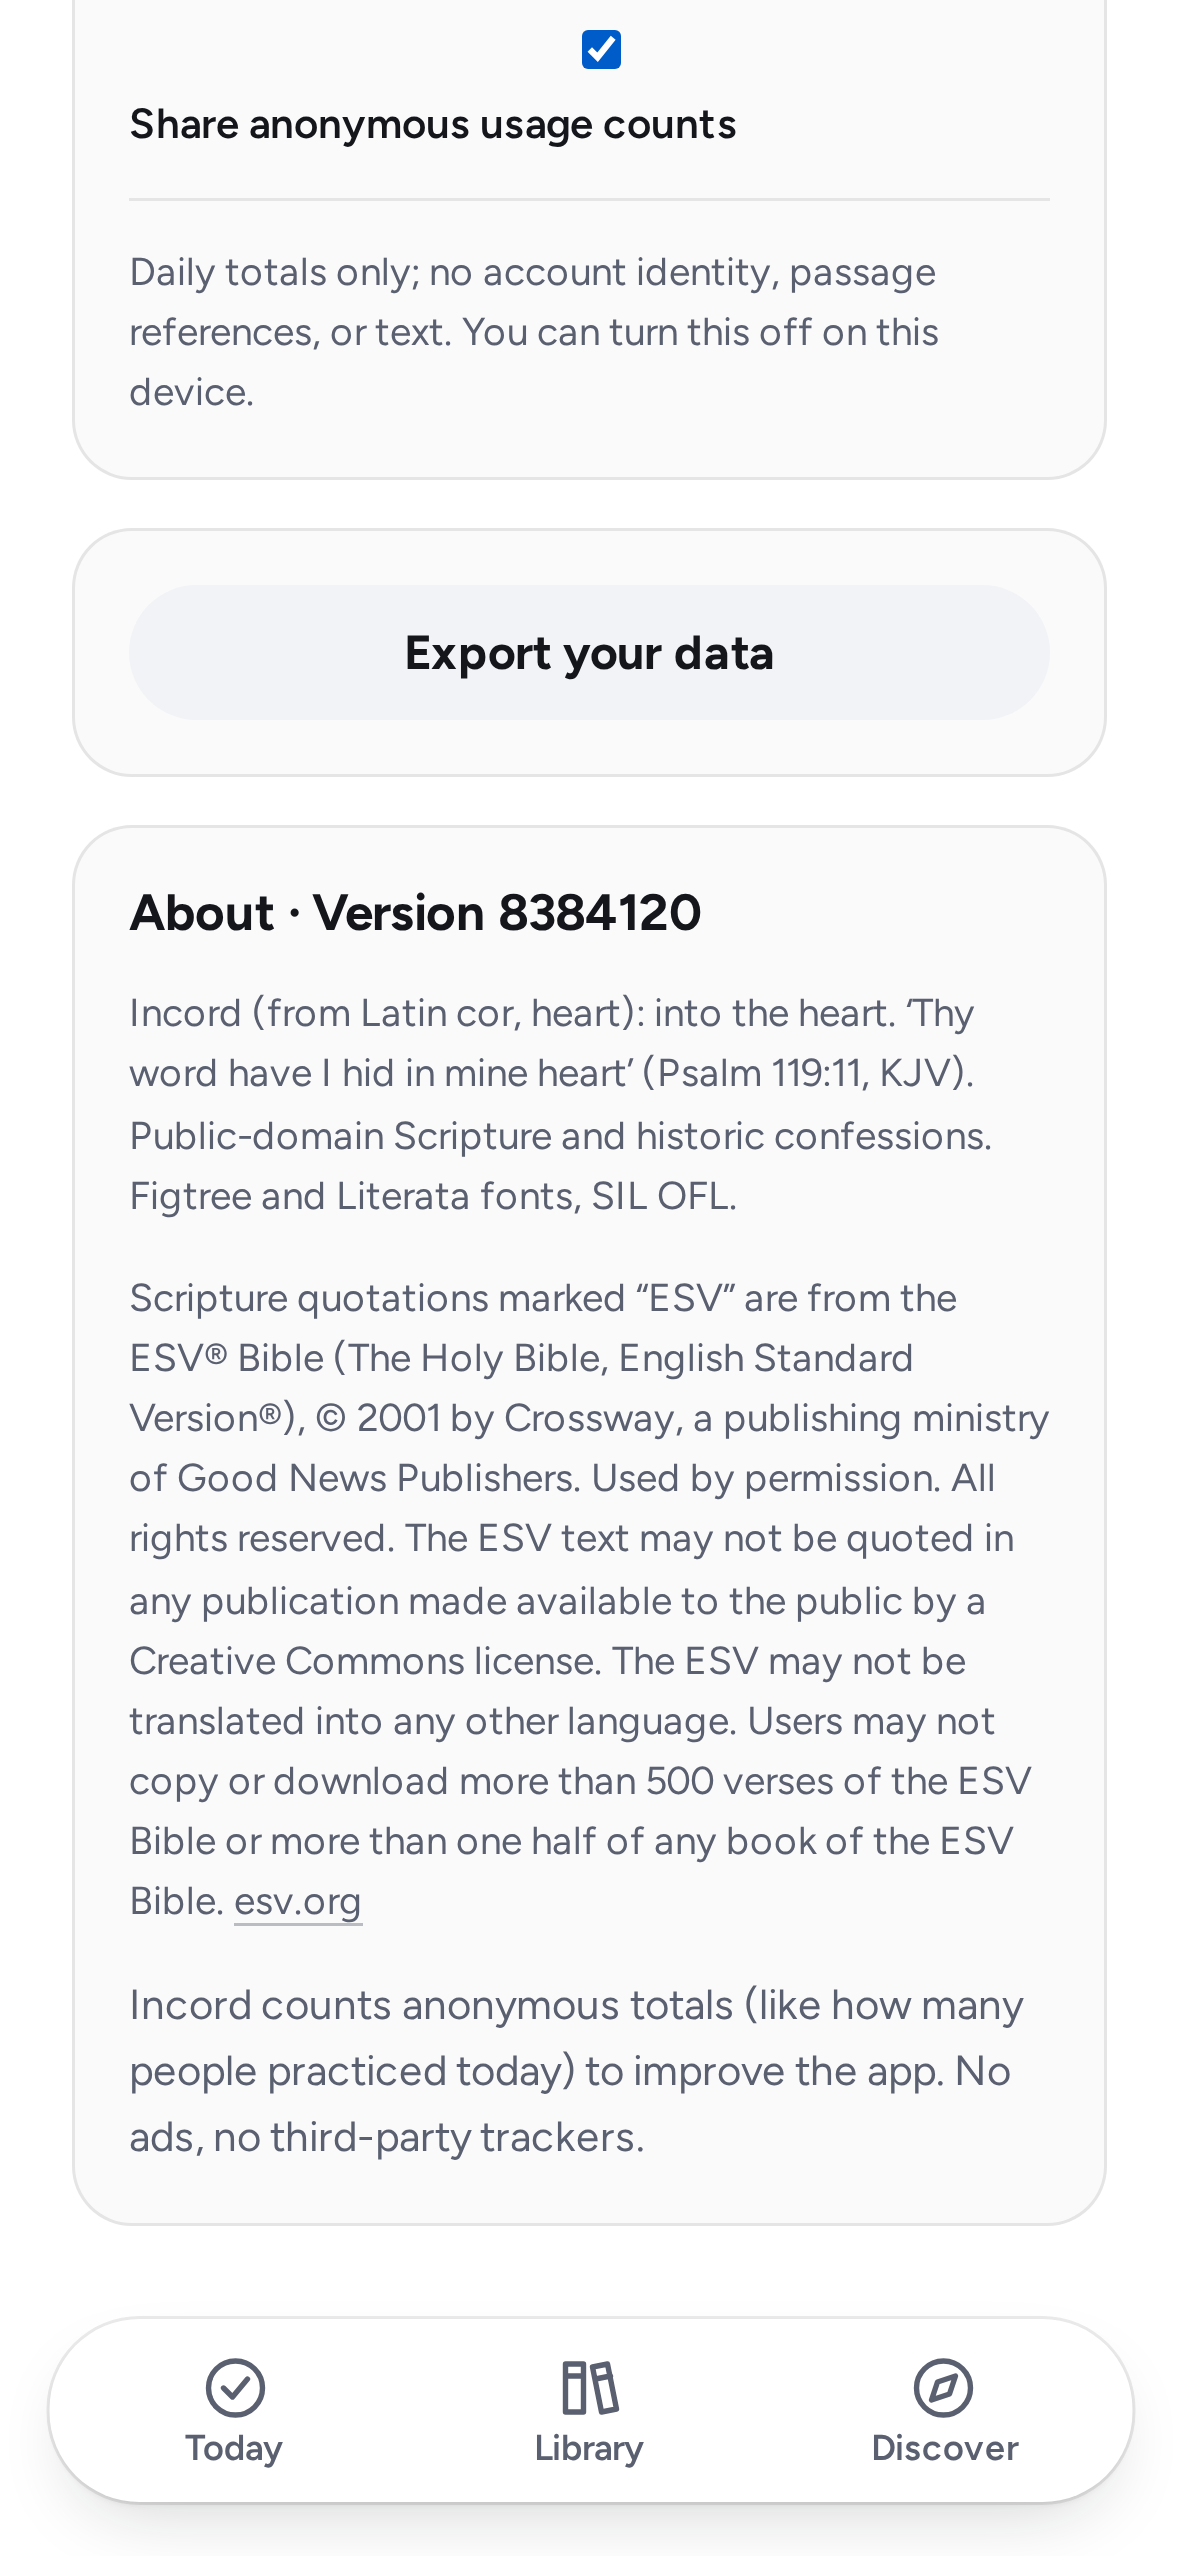 Share anonymous usage counts
Daily totals only; no account identity, passage
references, or text. You can turn this off on this
device.
Export your data
About · Version 8384120
Incord (from Latin cor, heart): into the heart. ‘Thy
word have I hid in mine heart’ (Psalm 119:11, KJV).
Public-domain Scripture and historic confessions.
Figtree and Literata fonts, SIL OFL.
Scripture quotations marked “ESV” are from the
ESV® Bible (The Holy Bible, English Standard
Version®), © 2001 by Crossway, a publishing ministry
of Good News Publishers. Used by permission. All
rights reserved. The ESV text may not be quoted in
any publication made available to the public by a
Creative Commons license. The ESV may not be
translated into any other language. Users may not
copy or download more than 500 verses of the ESV
Bible or more than one half of any book of the ESV
Bible. esv.org
Incord counts anonymous totals (like how many
people practiced today) to improve the app. No
ads, no third-party trackers.
Today
Library
Discover